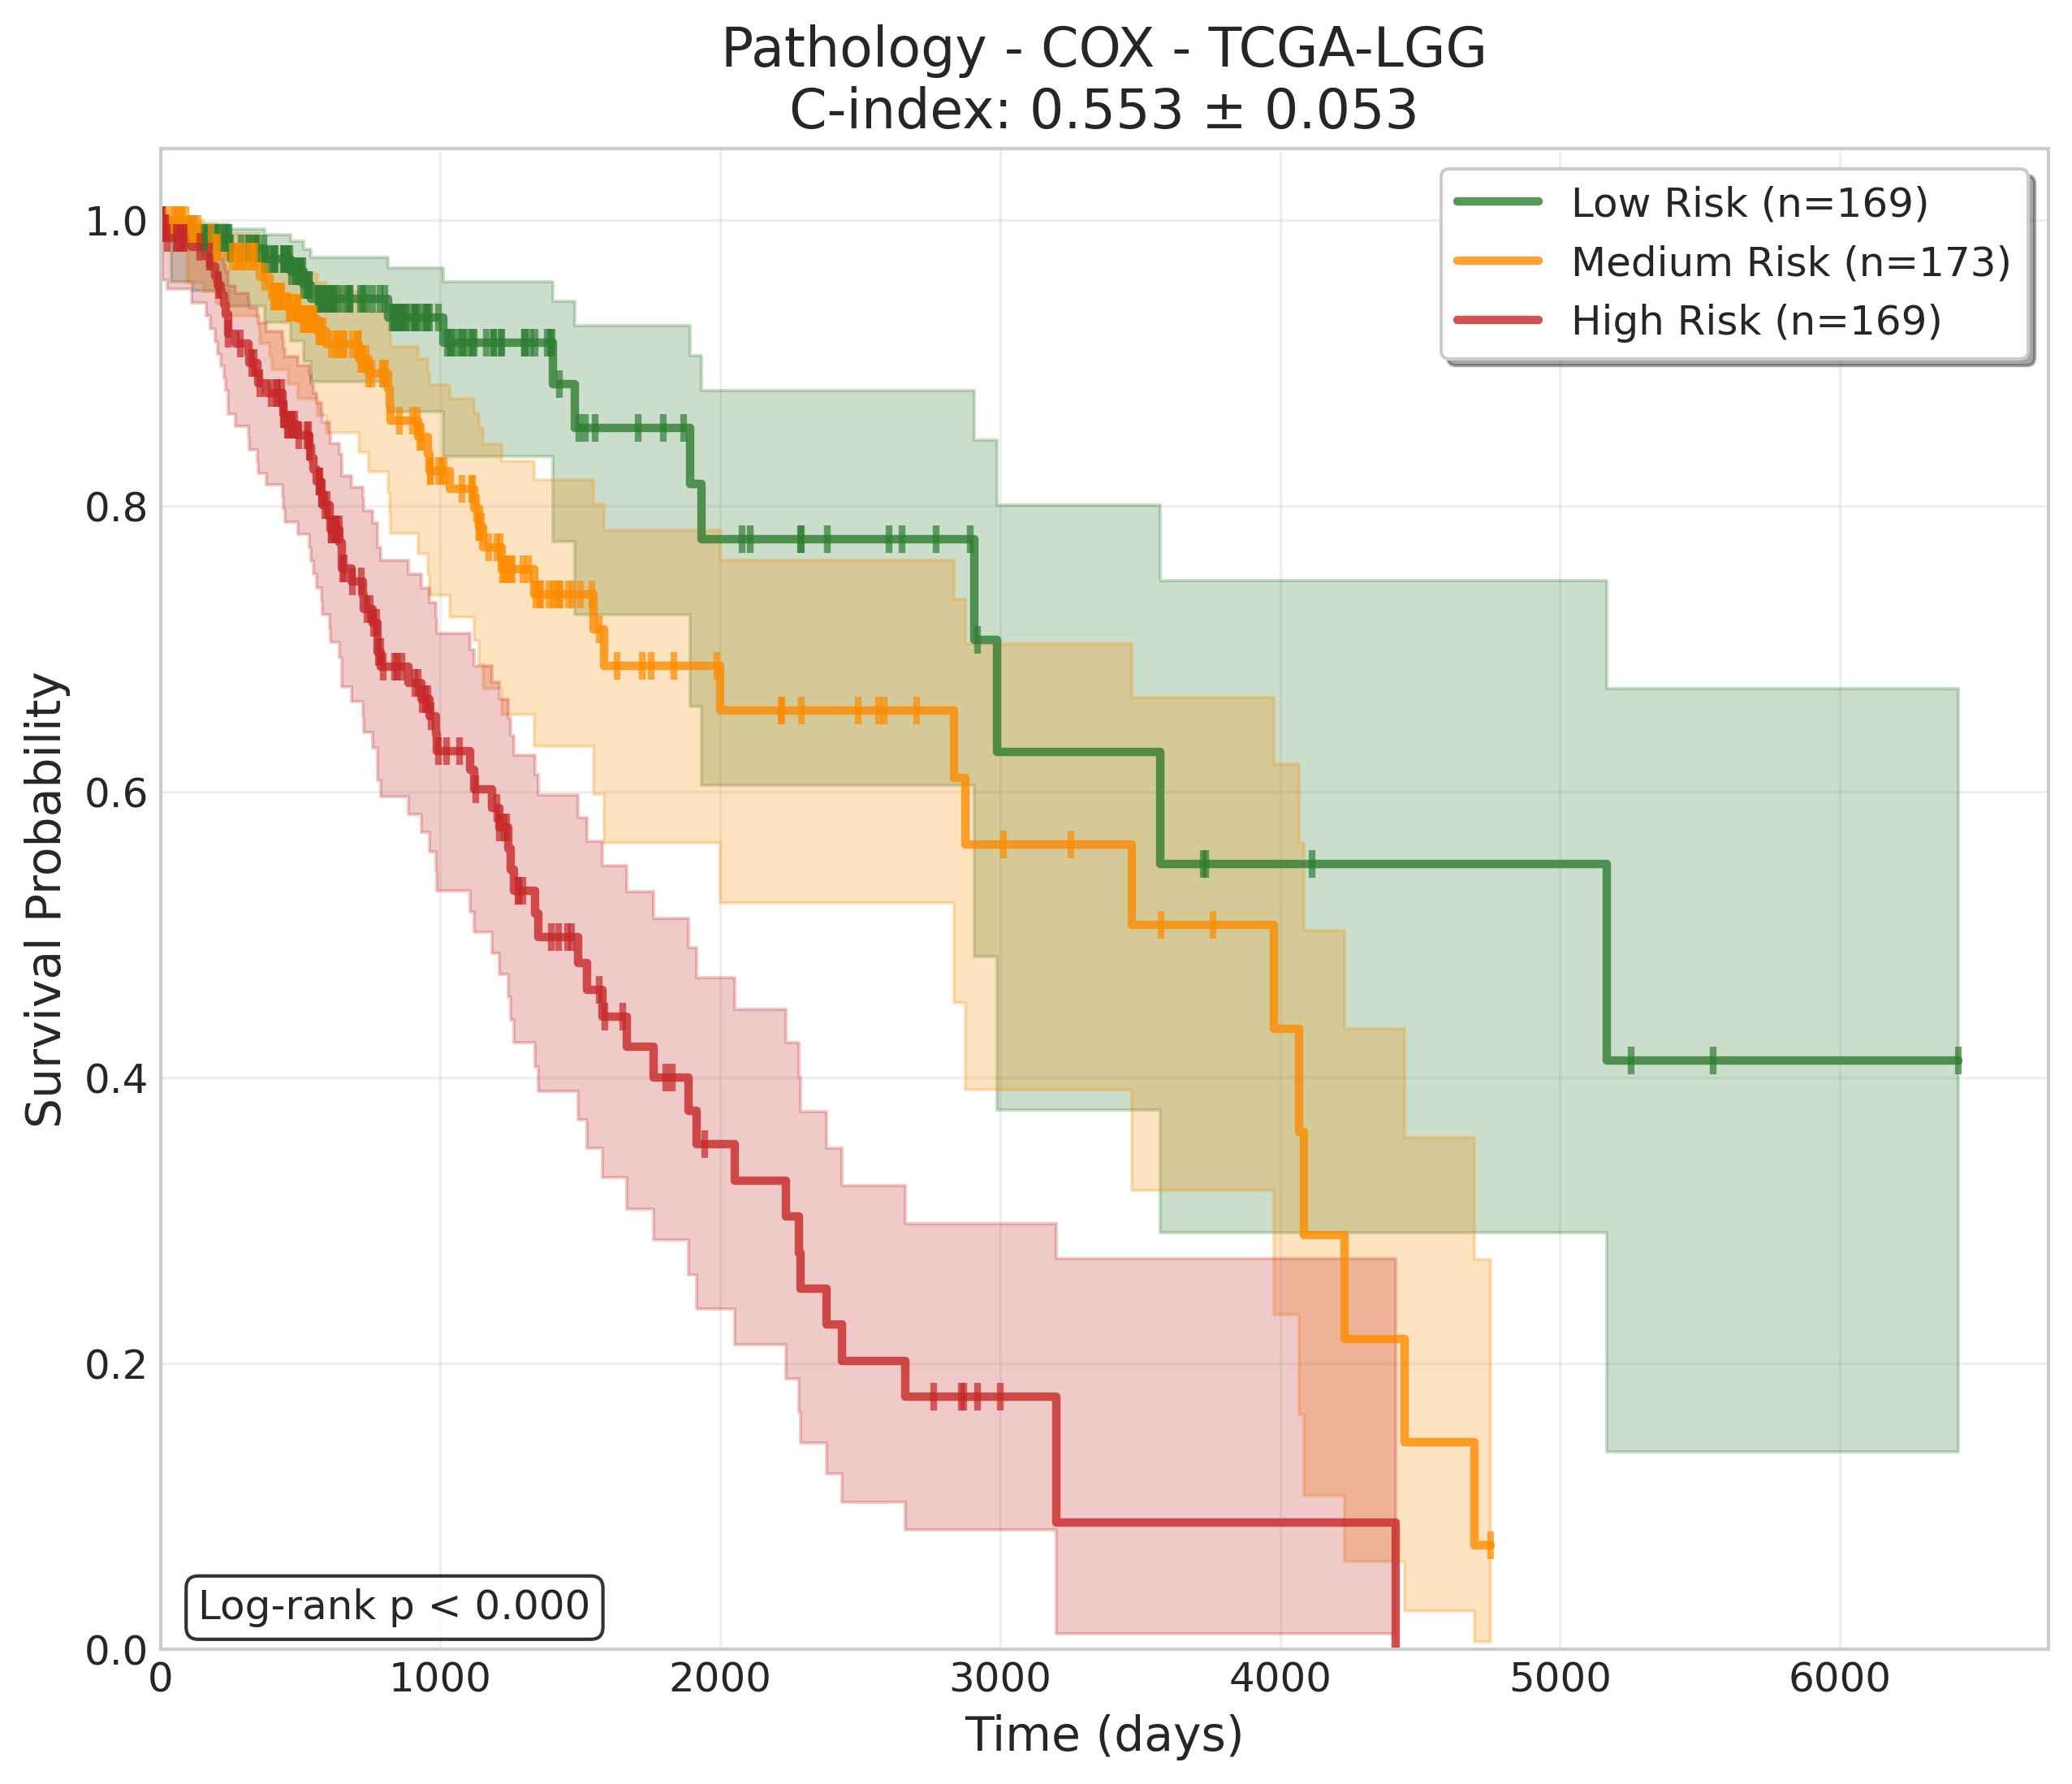 Pathology - COX - TCGA-LGG
C-index: 0.553 ± 0.053
Low Risk (n=169)
Medium Risk (n=173)
High Risk (n=169)
Survival Probability
1.0
0.8
0.6
0.4
0.2
0.0
Log-rank p < 0.000
0 1000 2000 3000 4000 5000 6000
Time (days)